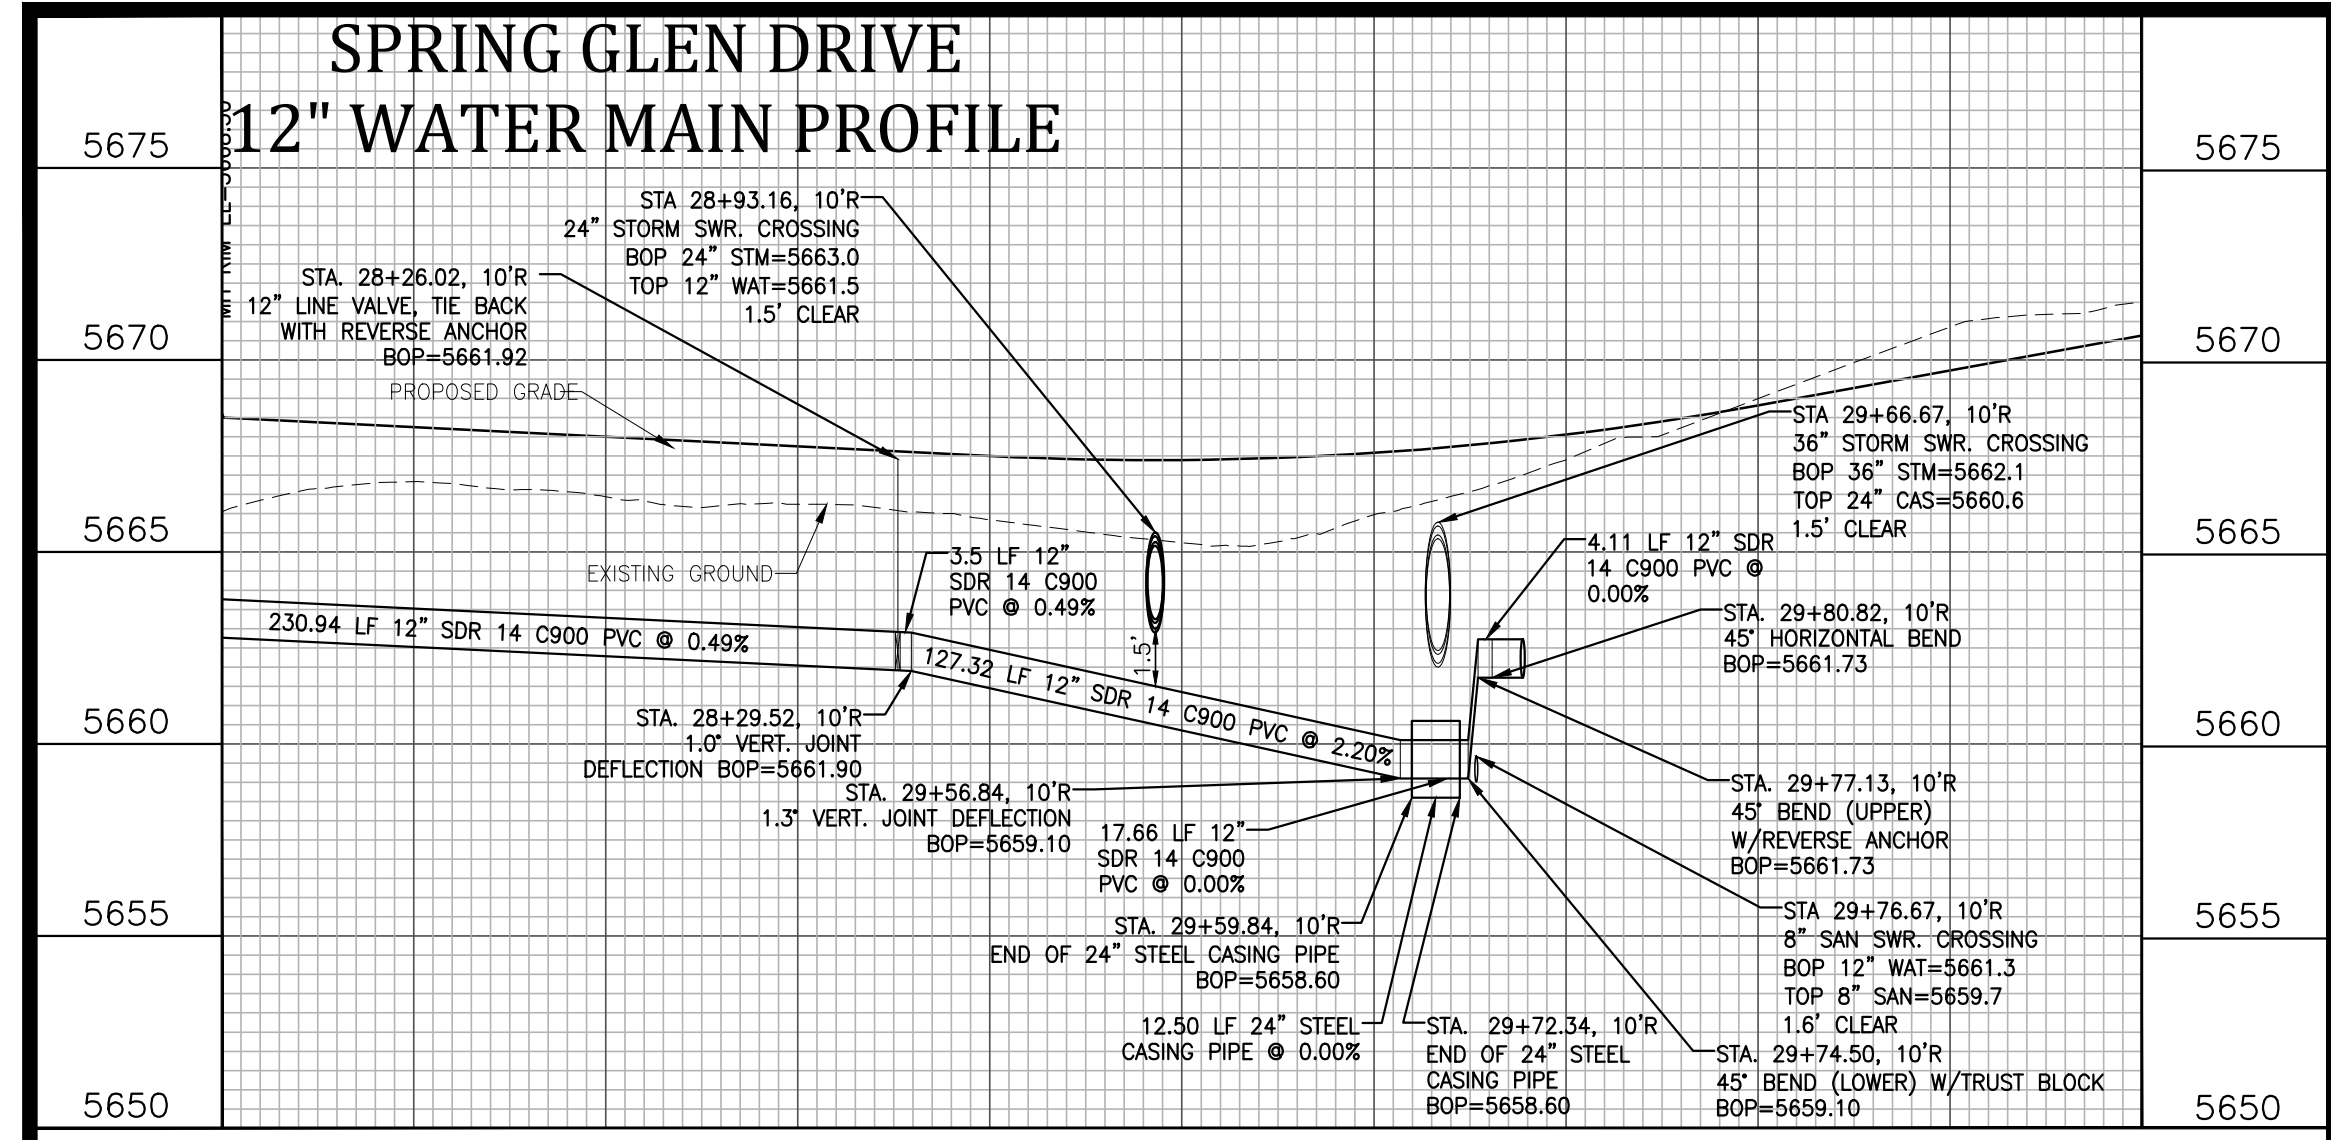 SPRING GLEN DRIVE
12" WATER MAIN PROFILE
5675
5670
5665
5660
5655
5650
5675
5670
5665
5660
5655
5650
STA 28+93.16, 10'R
24" STORM SWR. CROSSING
BOP 24" STM=5663.0
TOP 12" WAT=5661.5
1.5' CLEAR
STA. 28+26.02, 10'R
12" LINE VALVE, TIE BACK
WITH REVERSE ANCHOR
BOP=5661.92
PROPOSED GRADE
EXISTING GROUND
230.94 LF 12" SDR 14 C900 PVC @ 0.49%
3.5 LF 12"
SDR 14 C900
PVC @ 0.49%
1.5'
127.32 LF 12" SDR 14 C900 PVC @ 2.20%
STA 29+66.67, 10'R
36" STORM SWR. CROSSING
BOP 36" STM=5662.1
TOP 24" CAS=5660.6
1.5' CLEAR
4.11 LF 12" SDR
14 C900 PVC @
0.00%
STA. 29+80.82, 10'R
45° HORIZONTAL BEND
BOP=5661.73
STA. 28+29.52, 10'R
1.0° VERT. JOINT
DEFLECTION BOP=5661.90
STA. 29+56.84, 10'R
1.3° VERT. JOINT DEFLECTION
BOP=5659.10
17.66 LF 12"
SDR 14 C900
PVC @ 0.00%
STA. 29+77.13, 10'R
45° BEND (UPPER)
W/REVERSE ANCHOR
BOP=5661.73
STA. 29+59.84, 10'R
END OF 24" STEEL CASING PIPE
BOP=5658.60
STA 29+76.67, 10'R
8" SAN SWR. CROSSING
BOP 12" WAT=5661.3
TOP 8" SAN=5659.7
1.6' CLEAR
12.50 LF 24" STEEL
CASING PIPE @ 0.00%
STA. 29+72.34, 10'R
END OF 24" STEEL
CASING PIPE
BOP=5658.60
STA. 29+74.50, 10'R
45° BEND (LOWER) W/TRUST BLOCK
BOP=5659.10